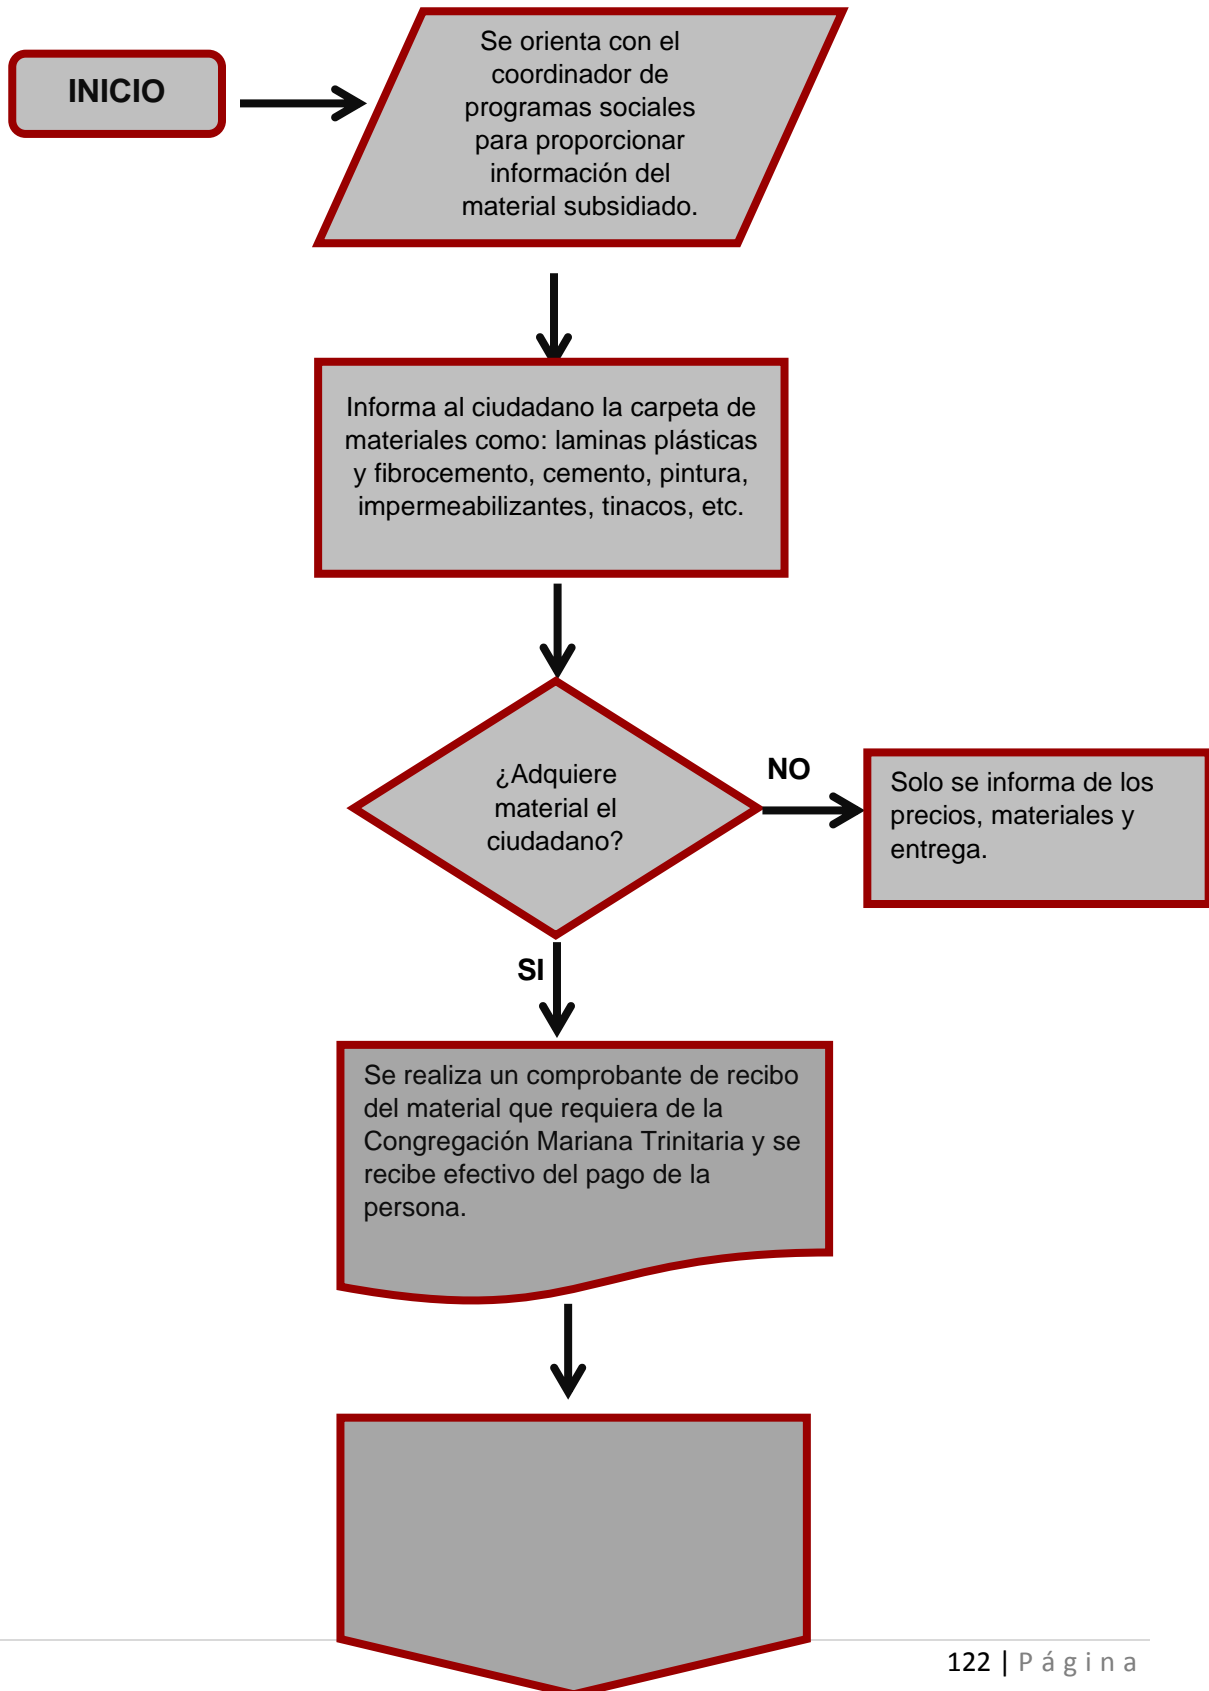 INICIO
Se orienta con el
coordinador de
programas sociales
para proporcionar
información del
material subsidiado.
Informa al ciudadano la carpeta de
materiales como: laminas plásticas
y fibrocemento, cemento, pintura,
impermeabilizantes, tinacos, etc.
¿Adquiere
material el
ciudadano?
NO
Solo se informa de los
precios, materiales y
entrega.
SI
Se realiza un comprobante de recibo
del material que requiera de la
Congregación Mariana Trinitaria y se
recibe efectivo del pago de la
persona.
122 | Página